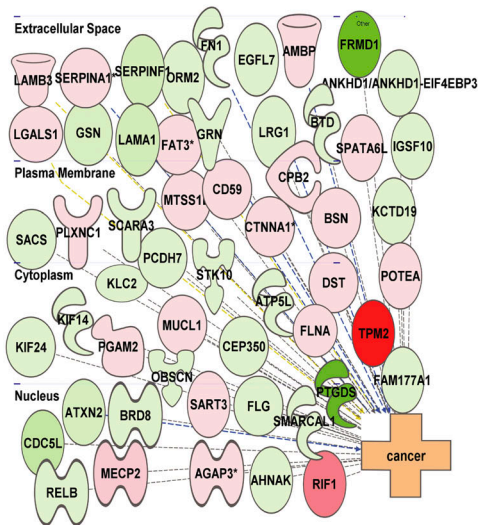 Extracellular Space
Other
FN1
AMBP
FRMD1
LAMB3
SERPINA1*
SERPINF1
ORM2
EGFL7
ANKHD1/ANKHD1-EIF4EBP3
LGALS1
GSN
LAMA1
FAT3*
GRN
LRG1
BTD
SPATA6L
IGSF10
Plasma Membrane
CPB2
MTSS1
CD59
KCTD19
SACS
PLXNC1
SCARA3
CTNNA1*
BSN
PCDH7
STK10
Cytoplasm
KLC2
DST
POTEA
ATP5L
KIF14
MUCL1
FLNA
TPM2
KIF24
PGAM2
CEP350
OBSCN
FAM177A1
Nucleus
PTGDS
ATXN2
BRD8
SART3
FLG
SMARCAL1
CDC5L
cancer
MECP2
AGAP3*
AHNAK
RIF1
RELB